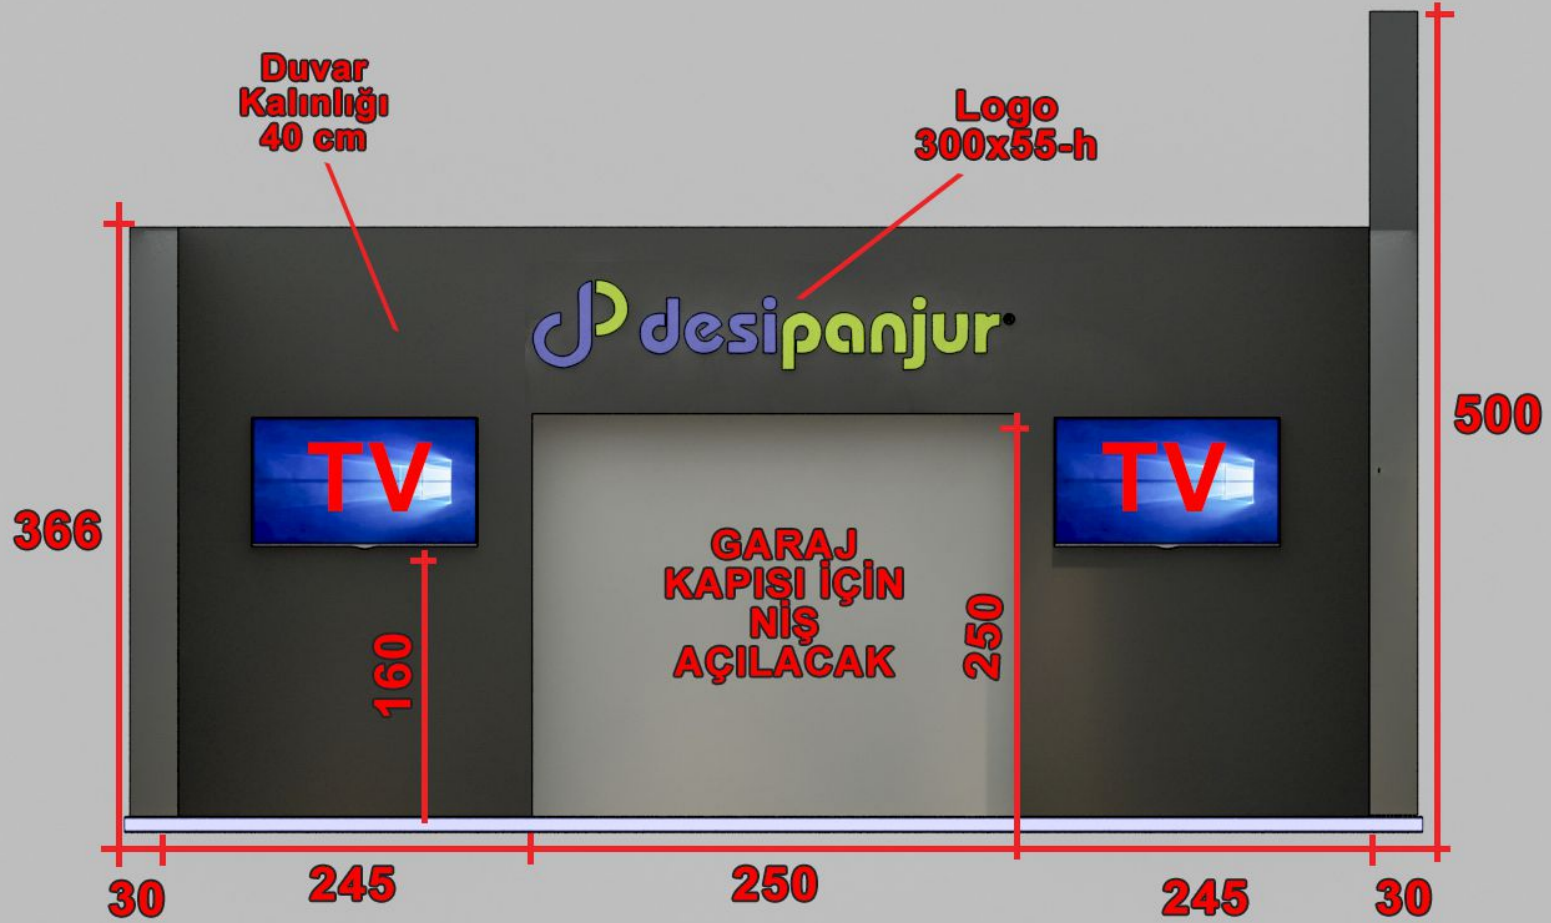 Duvar
Kalınlığı
40 cm
Logo
300x55-h
desipanjur
TV
TV
500
366
GARAJ
KAPISI İÇİN
NİŞ
AÇILACAK
250
160
30
245
250
245
30